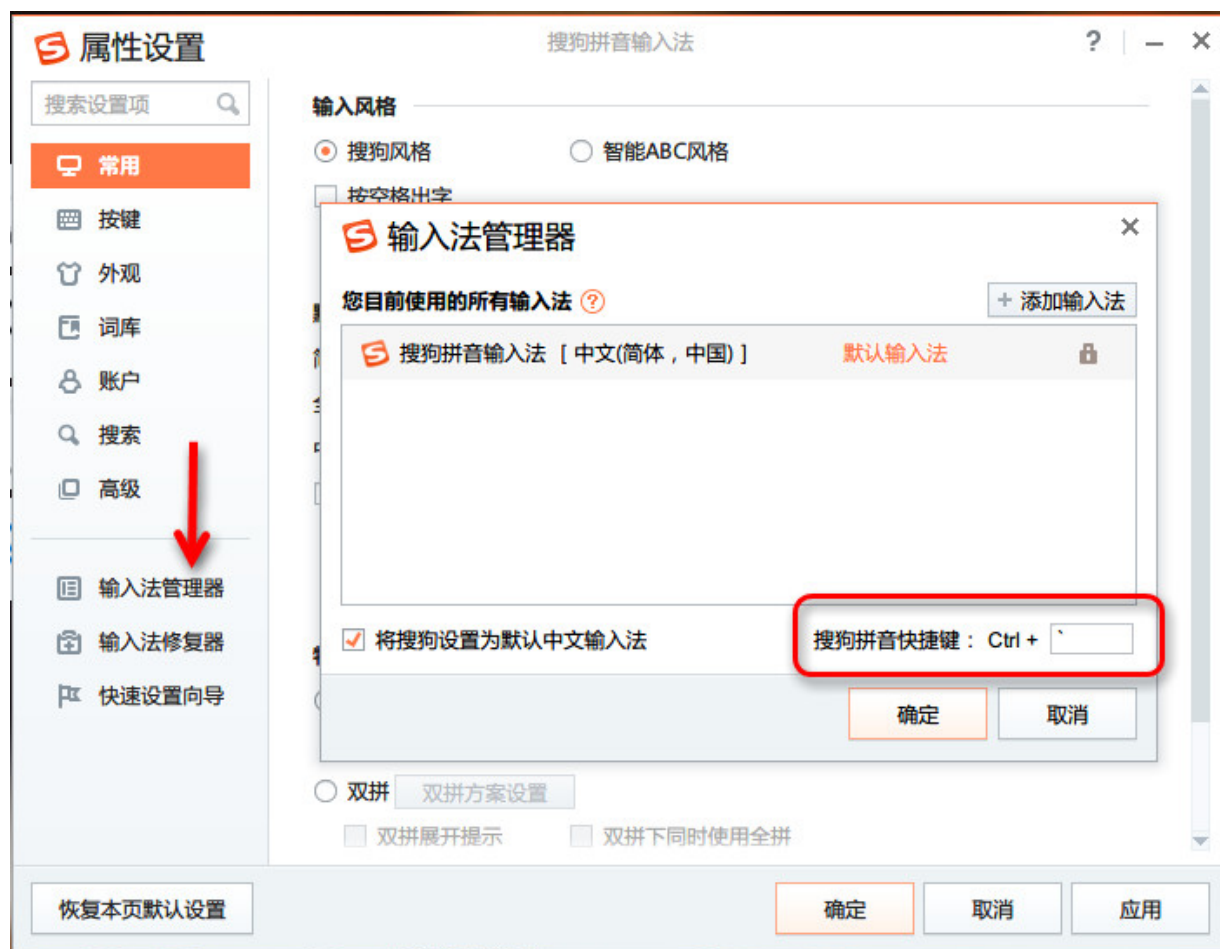 属性设置
搜狗拼音输入法
搜索设置项
常用
按键
外观
词库
账户
搜索
高级
输入法管理器
输入法修复器
快速设置向导
输入风格
搜狗风格 智能ABC风格
按空格出字
输入法管理器
您目前使用的所有输入法 ?
+ 添加输入法
搜狗拼音输入法 [ 中文(简体，中国) ] 默认输入法
将搜狗设置为默认中文输入法 搜狗拼音快捷键： Ctrl + `
确定 取消
双拼 双拼方案设置
双拼展开提示 双拼下同时使用全拼
恢复本页默认设置 确定 取消 应用